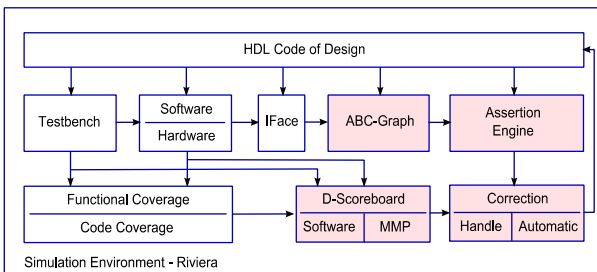 HDL Code of Design
Testbench
Software
Hardware
IFace
ABC-Graph
Assertion
Engine
Functional Coverage
Code Coverage
D-Scoreboard
Software
MMP
Correction
Handle
Automatic
Simulation Environment - Riviera